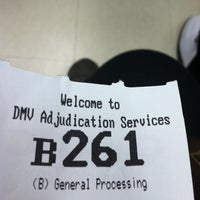 Welcome to
DMV Adjudication Services
B261
(B) General Processing